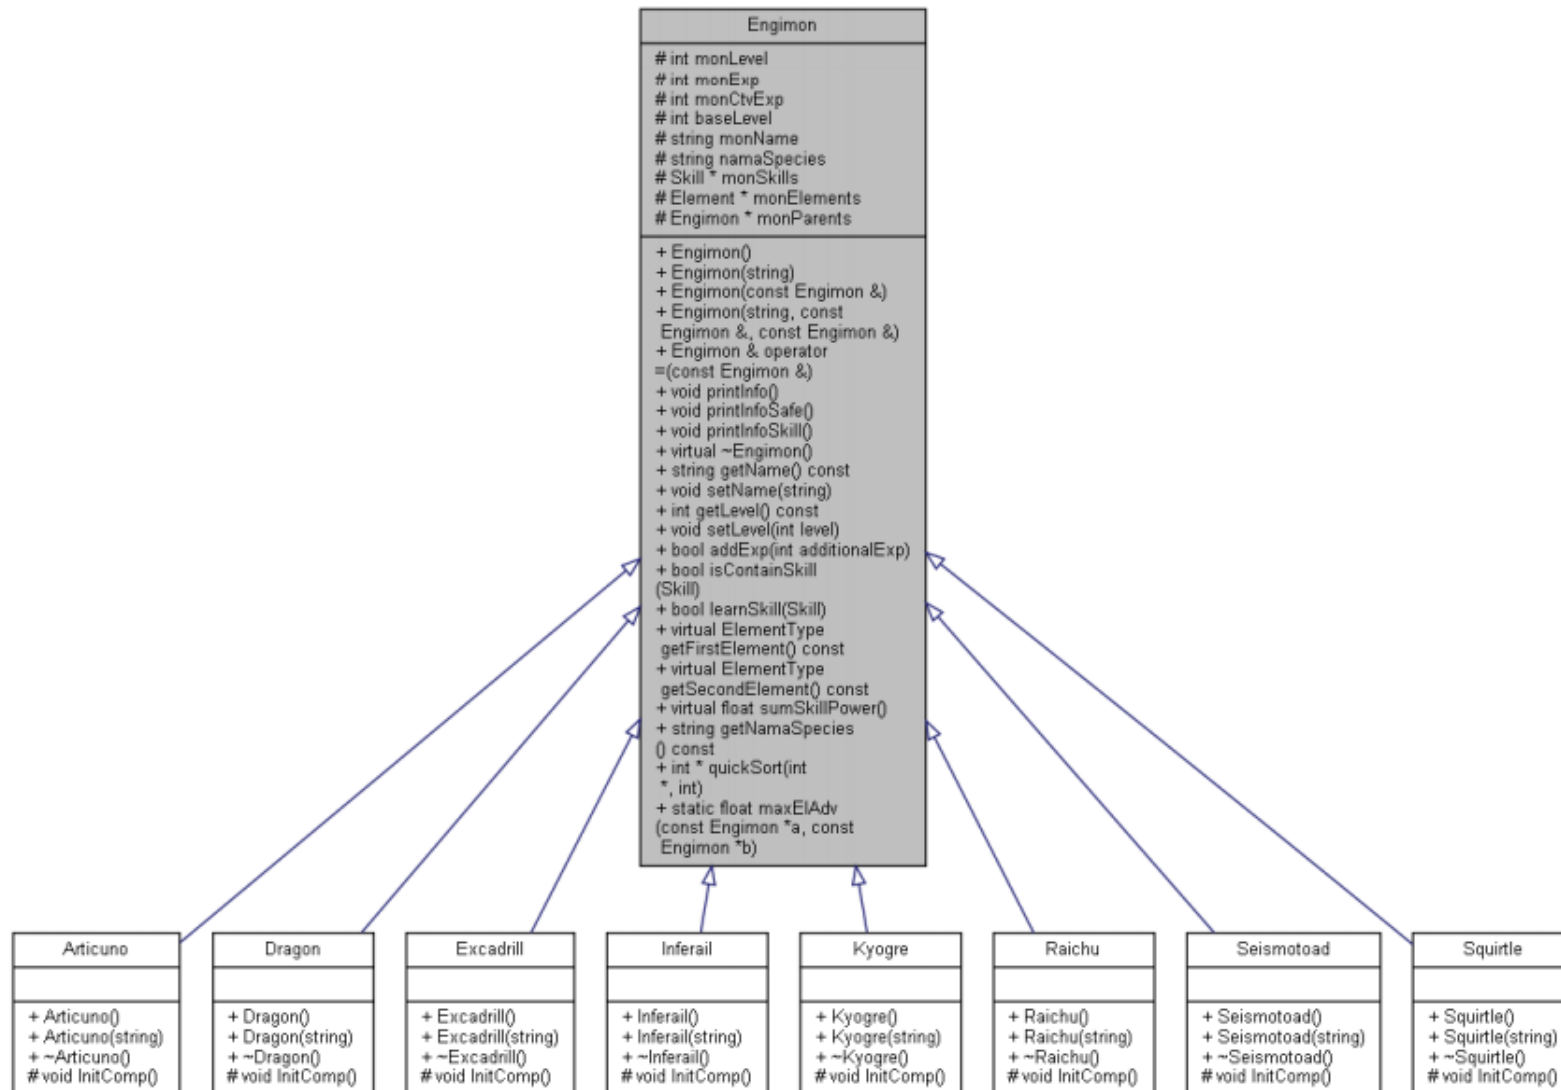 Engimon
# int monLevel
# int monExp
# int monCtvExp
# int baseLevel
# string monName
# string namaSpecies
# Skill * monSkills
# Element * monElements
# Engimon * monParents
+ Engimon()
+ Engimon(string)
+ Engimon(const Engimon &)
+ Engimon(string, const
Engimon &, const Engimon &)
+ Engimon & operator
=(const Engimon &)
+ void printInfo()
+ void printInfoSafe()
+ void printInfoSkill()
+ virtual ~Engimon()
+ string getName() const
+ void setName(string)
+ int getLevel() const
+ void setLevel(int level)
+ bool addExp(int additionalExp)
+ bool isContainSkill
(Skill)
+ bool learnSkill(Skill)
+ virtual ElementType
getFirstElement() const
+ virtual ElementType
getSecondElement() const
+ virtual float sumSkillPower()
+ string getNamaSpecies
() const
+ int * quickSort(int
*, int)
+ static float maxElAdv
(const Engimon *a, const
Engimon *b)
Articuno
+ Articuno()
+ Articuno(string)
+ ~Articuno()
# void InitComp()
Dragon
+ Dragon()
+ Dragon(string)
+ ~Dragon()
# void InitComp()
Excadrill
+ Excadrill()
+ Excadrill(string)
+ ~Excadrill()
# void InitComp()
Inferail
+ Inferail()
+ Inferail(string)
+ ~Inferail()
# void InitComp()
Kyogre
+ Kyogre()
+ Kyogre(string)
+ ~Kyogre()
# void InitComp()
Raichu
+ Raichu()
+ Raichu(string)
+ ~Raichu()
# void InitComp()
Seismotoad
+ Seismotoad()
+ Seismotoad(string)
+ ~Seismotoad()
# void InitComp()
Squirtle
+ Squirtle()
+ Squirtle(string)
+ ~Squirtle()
# void InitComp()